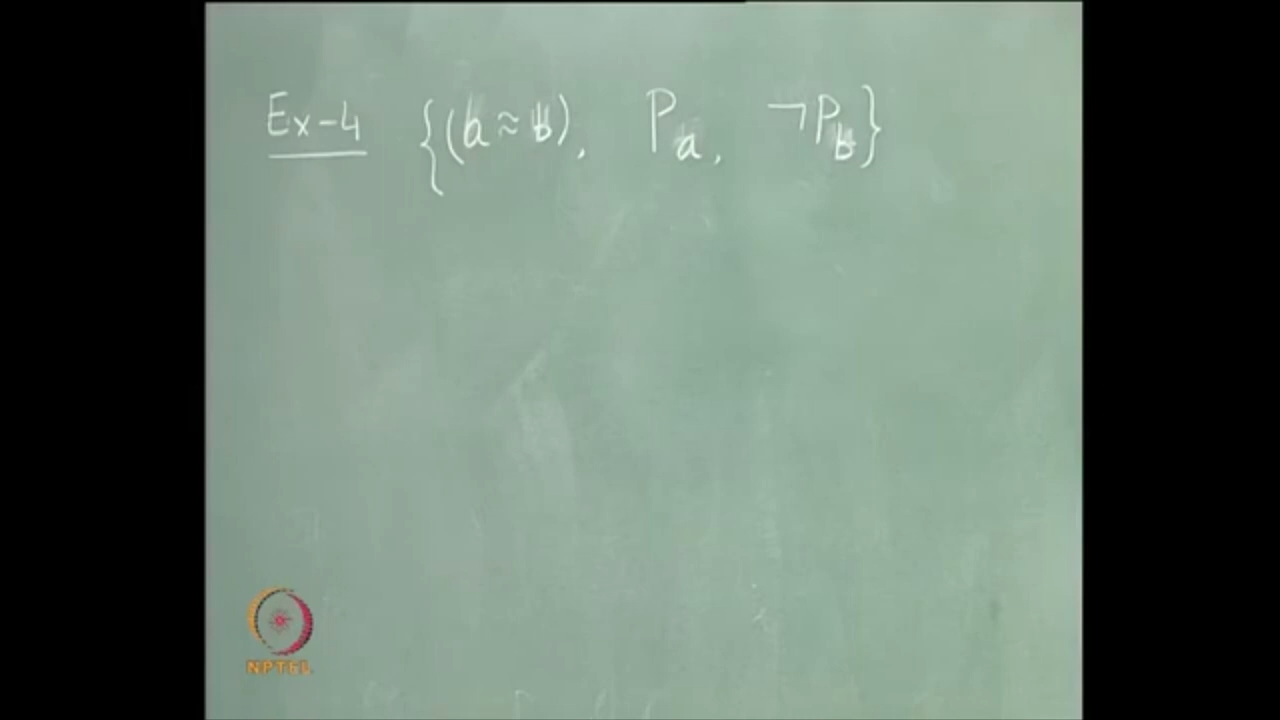 Ex-4 {(a≈b), Pa, ¬Pb}
NPTEL